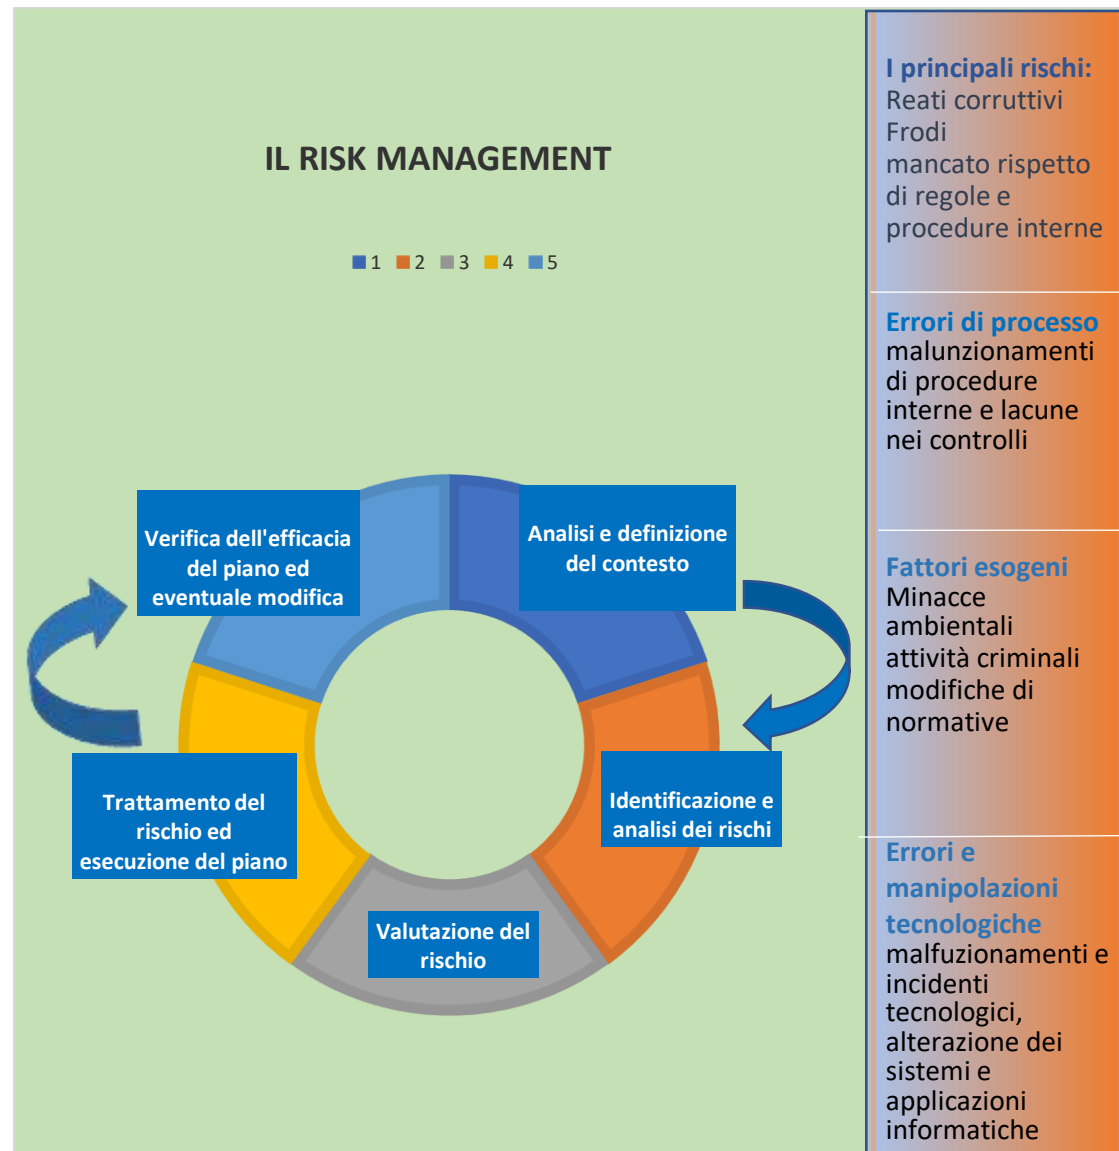 IL RISK MANAGEMENT
1 2 3 4 5
Analisi e definizione
del contesto
Identificazione e
analisi dei rischi
Valutazione del
rischio
Trattamento del
rischio ed
esecuzione del piano
Verifica dell'efficacia
del piano ed
eventuale modifica
I principali rischi:
Reati corruttivi
Frodi
mancato rispetto
di regole e
procedure interne
Errori di processo
malunzionamenti
di procedure
interne e lacune
nei controlli
Fattori esogeni
Minacce
ambientali
attività criminali
modifiche di
normative
Errori e
manipolazioni
tecnologiche
malfuzionamenti e
incidenti
tecnologici,
alterazione dei
sistemi e
applicazioni
informatiche